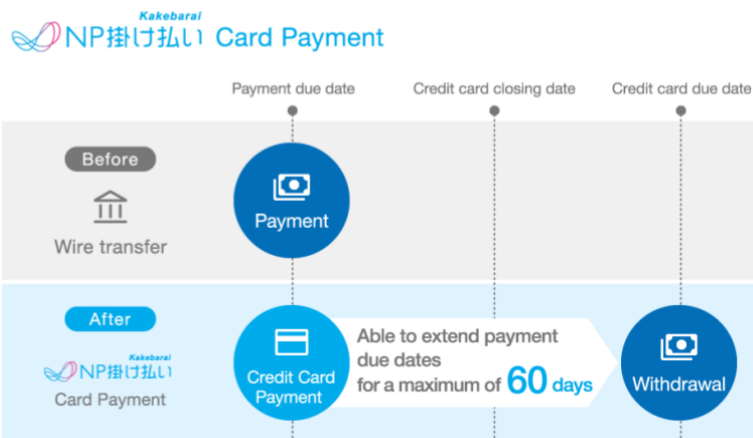 Kakebarai
NP掛け払い Card Payment
Payment due date
Credit card closing date
Credit card due date
Before
Wire transfer
Payment
After
Kakebarai
NP掛け払い
Card Payment
Credit Card
Payment
Able to extend payment
due dates
for a maximum of 60 days
Withdrawal